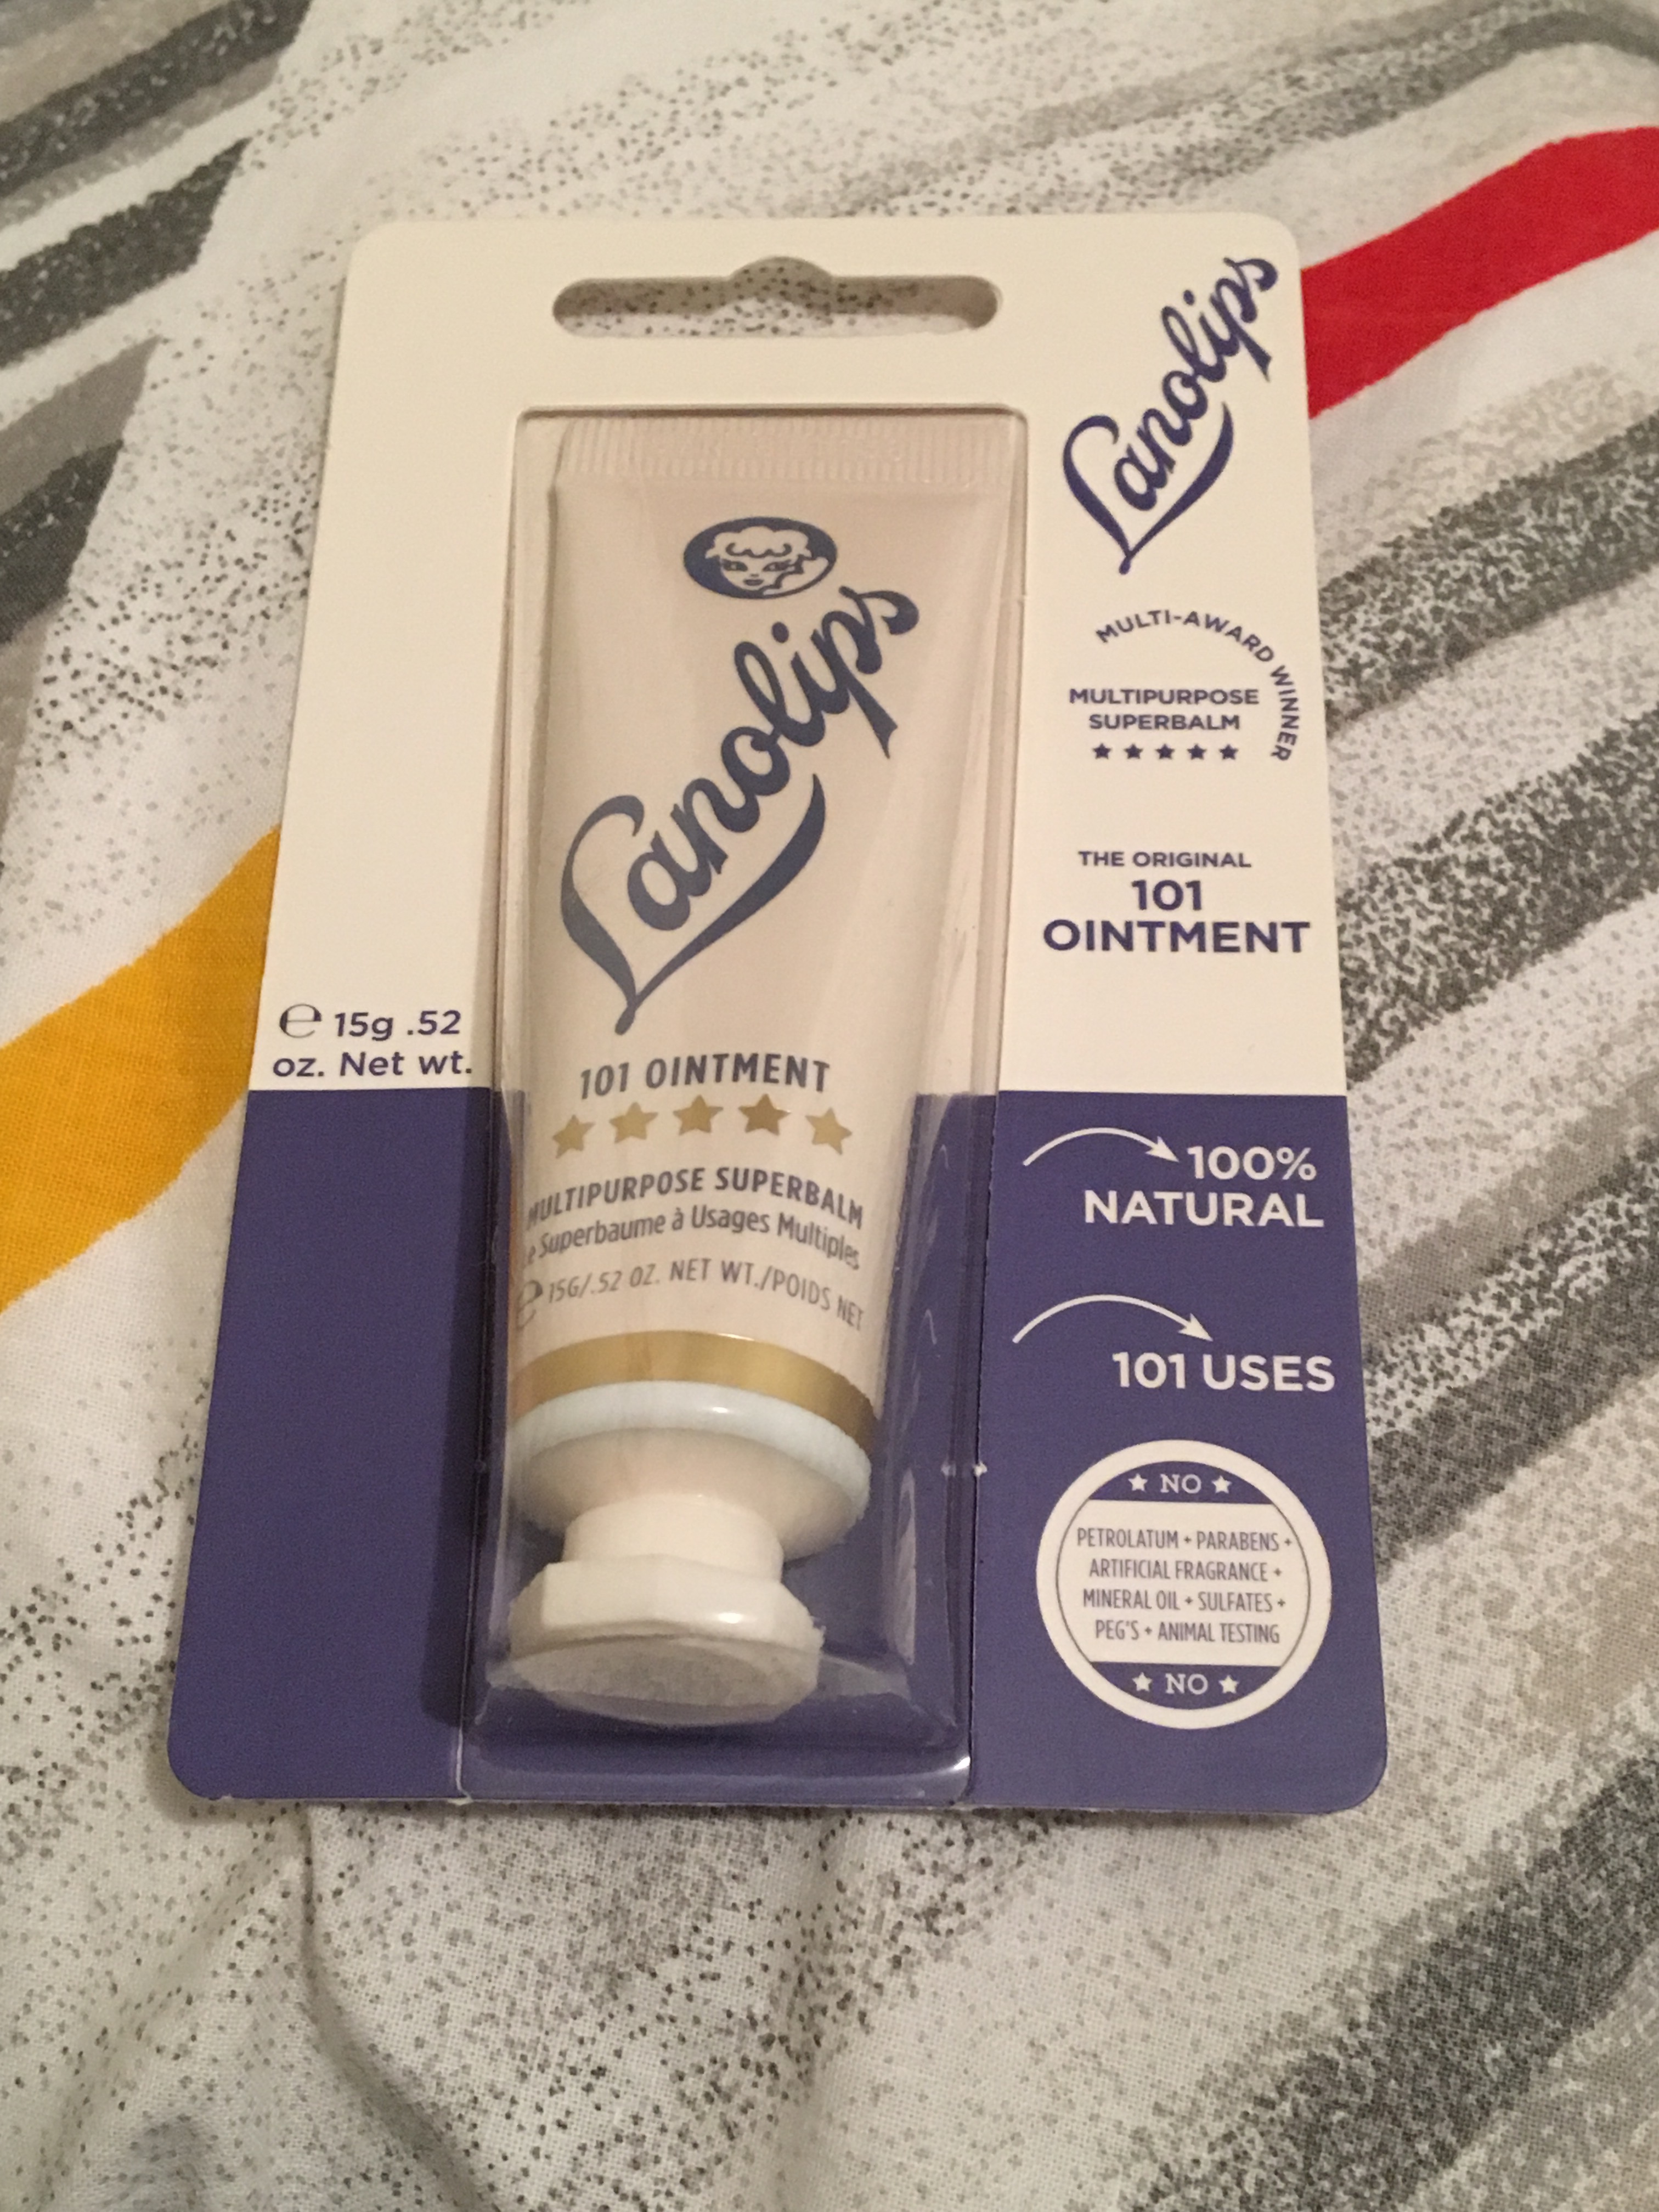 Lanolips
MULTI-AWARD WINNER
MULTIPURPOSE
SUPERBALM
THE ORIGINAL
101
OINTMENT
Lanolips
101 OINTMENT
MULTIPURPOSE SUPERBALM
Superbaume à Usages Multiples
℮ 15G/.52 OZ. NET WT./POIDS NET
℮ 15g .52
oz. Net wt.
100%
NATURAL
101 USES
NO
PETROLATUM + PARABENS +
ARTIFICIAL FRAGRANCE +
MINERAL OIL + SULFATES +
PEG'S + ANIMAL TESTING
NO